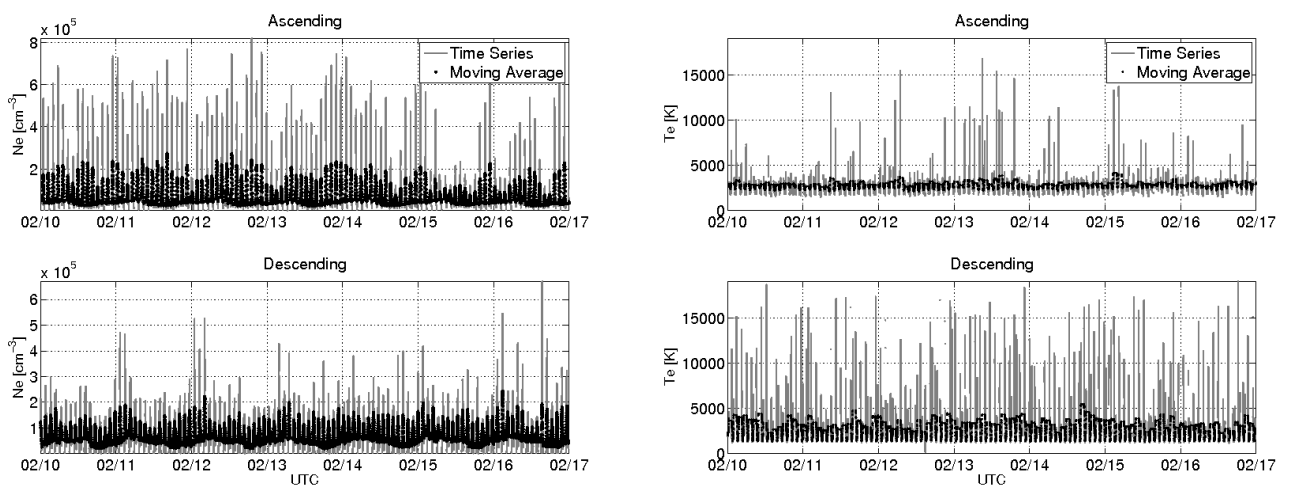 Ascending
x 10^5
8
6
4
2
Ne [cm^-3]
Time Series
Moving Average
02/10 02/11 02/12 02/13 02/14 02/15 02/16 02/17
Ascending
15000
10000
5000
0
Te [K]
Time Series
Moving Average
02/10 02/11 02/12 02/13 02/14 02/15 02/16 02/17
Descending
x 10^5
6
5
4
3
2
1
Ne [cm^-3]
02/10 02/11 02/12 02/13 02/14 02/15 02/16 02/17
UTC
Descending
15000
10000
5000
0
Te [K]
02/10 02/11 02/12 02/13 02/14 02/15 02/16 02/17
UTC